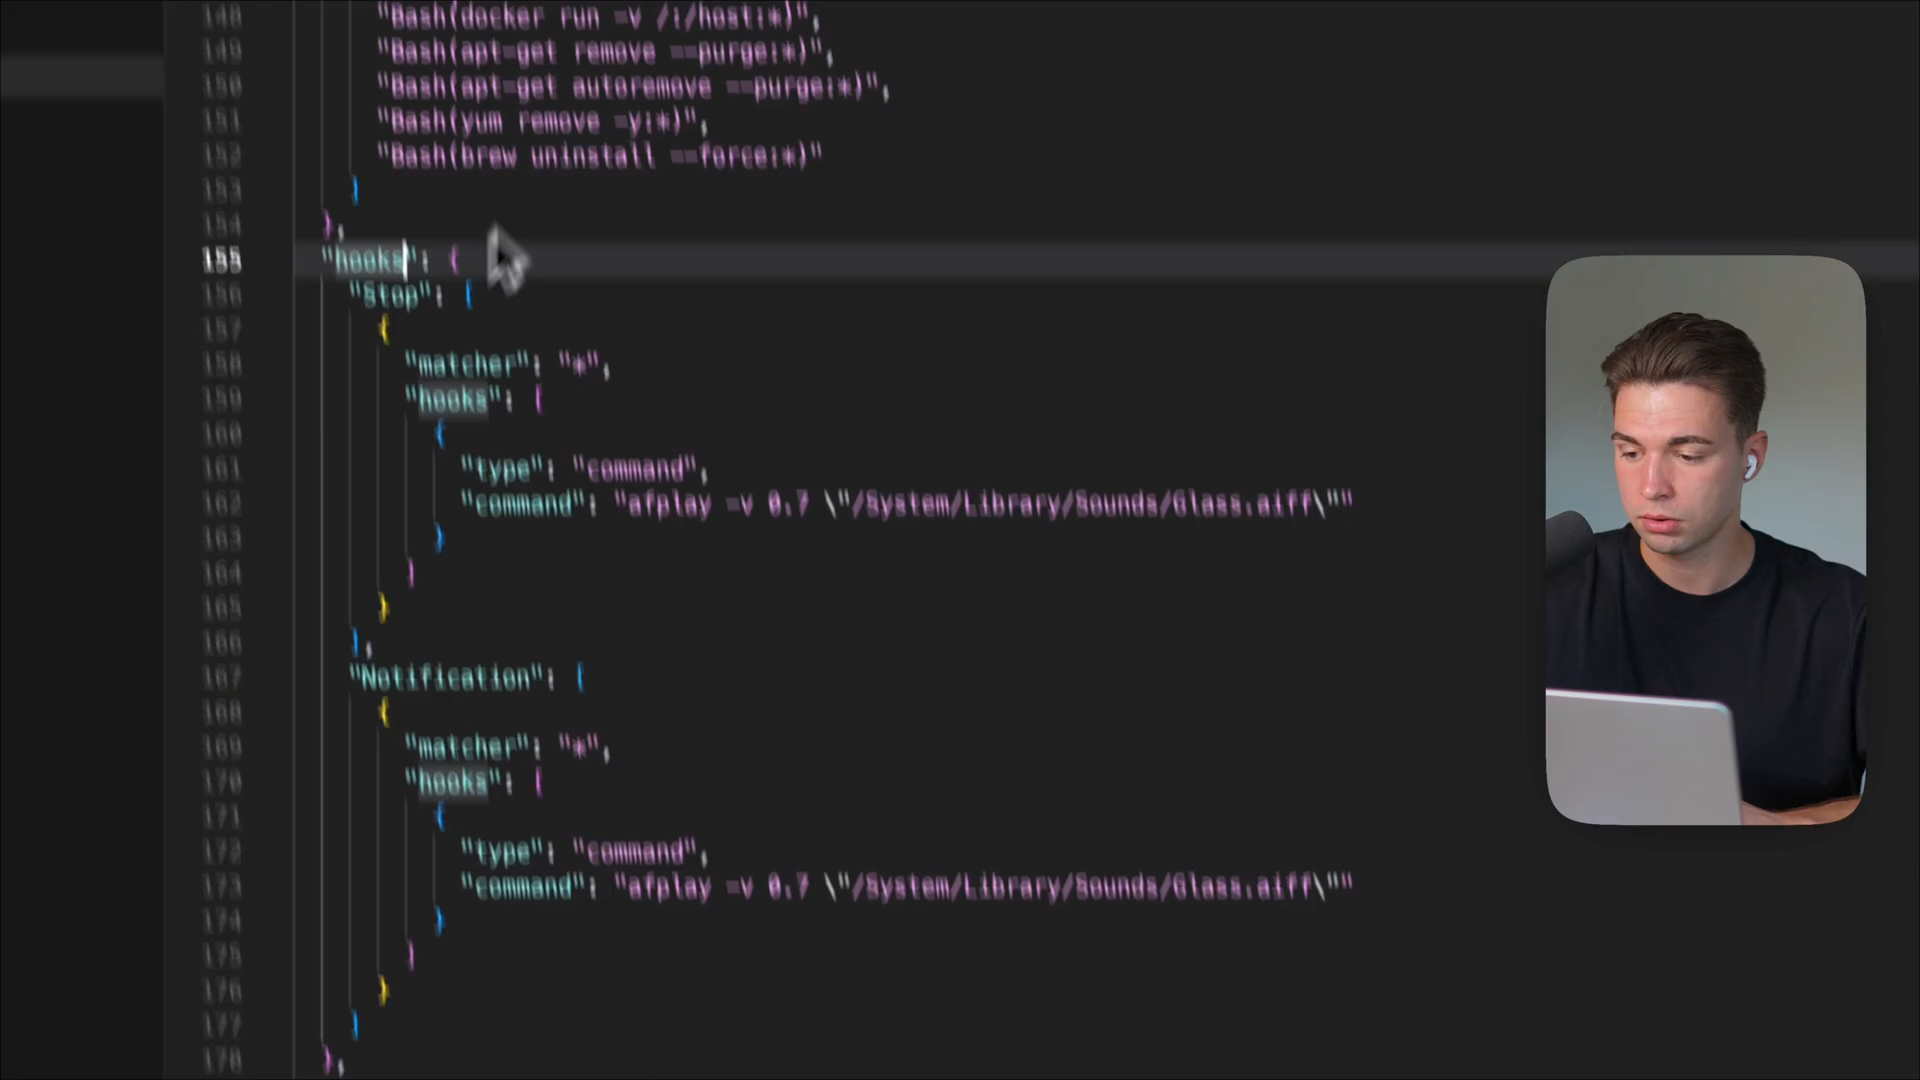 148 "Bash(docker run -v /:/host:*)",
149 "Bash(apt-get remove --purge:*)",
150 "Bash(apt-get autoremove --purge:*)",
151 "Bash(yum remove -y:*)",
152 "Bash(brew uninstall --force:*)"
153 ]
154 },
155 "hooks": {
156 "Stop": [
157 {
158 "matcher": "*",
159 "hooks": [
160 {
161 "type": "command",
162 "command": "afplay -v 0.7 \"/System/Library/Sounds/Glass.aiff\""
163 }
164 ]
165 }
166 ],
167 "Notification": [
168 {
169 "matcher": "*",
170 "hooks": [
171 {
172 "type": "command",
173 "command": "afplay -v 0.7 \"/System/Library/Sounds/Glass.aiff\""
174 }
175 ]
176 }
177 ]
178 },